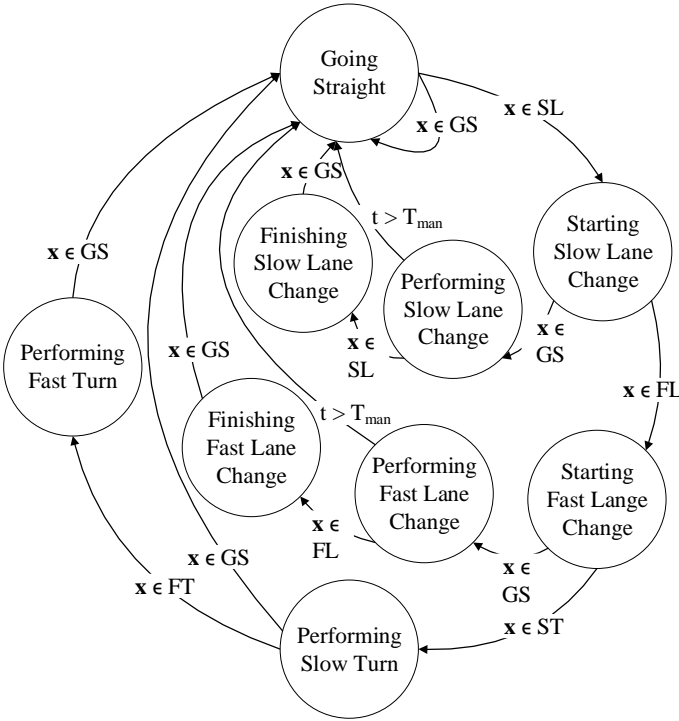 Going
Straight
x ϵ GS
x ϵ SL
x ϵ GS
t > Tman
Finishing
Slow Lane
Change
Starting
Slow Lane
Change
Performing
Slow Lane
Change
x ϵ GS
x ϵ
GS
x ϵ
SL
Performing
Fast Turn
x ϵ GS
x ϵ FL
t > Tman
Finishing
Fast Lane
Change
Performing
Fast Lane
Change
Starting
Fast Lange
Change
x ϵ
FL
x ϵ GS
x ϵ
GS
x ϵ FT
x ϵ ST
Performing
Slow Turn